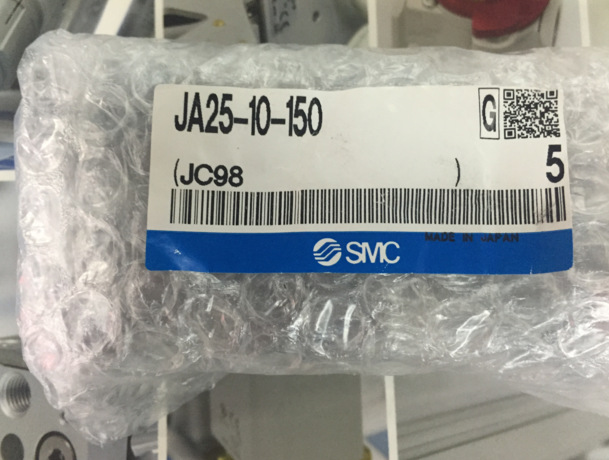 JA25-10-150
G
(JC98 )
5
MADE IN JAPAN
SMC